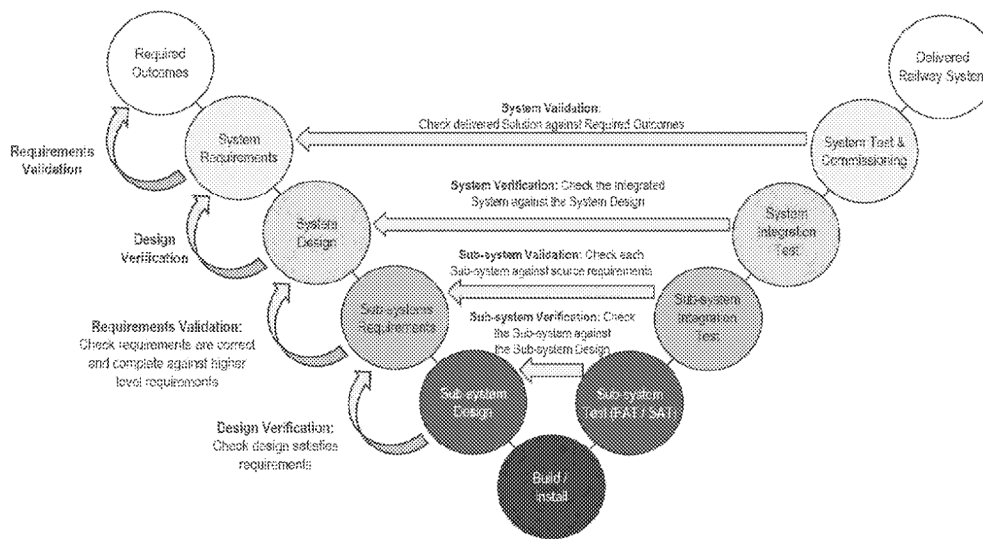 Required
Outcomes
Delivered
Railway System
System Validation:
Check delivered Solution against Required Outcomes
Requirements
Validation
System
Requirements
System Test &
Commissioning
System Verification: Check the Integrated
System against the System Design
Design
Verification
System
Design
System
Integration
Test
Sub-system Validation: Check each
Sub-system against source requirements
Sub-systems
Requirements
Sub-system
Integration
Test
Sub-system Verification: Check
the Sub-system against
the Sub-system Design
Requirements Validation:
Check requirements are correct
and complete against higher
level requirements
Sub-system
Design
Sub-system
Test (FAT / SAT)
Design Verification:
Check design satisfies
requirements
Build /
Install